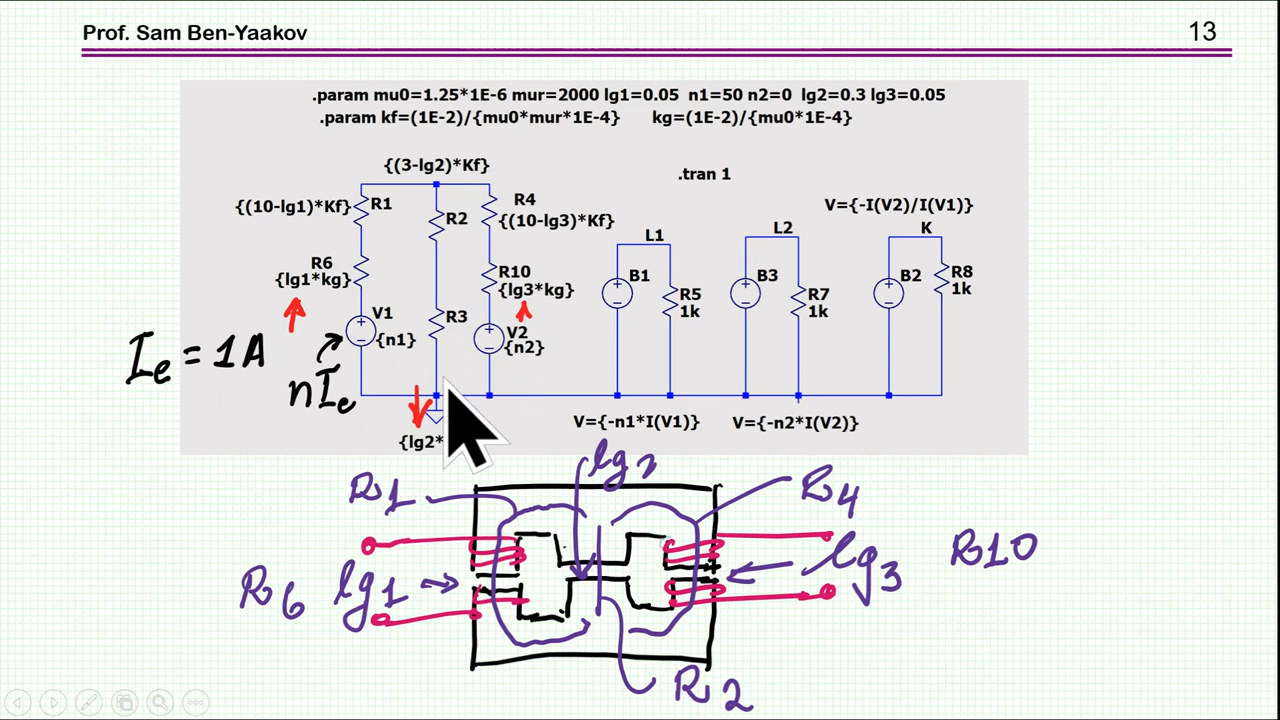 Prof. Sam Ben-Yaakov
13
.param mu0=1.25*1E-6 mur=2000 lg1=0.05 n1=50 n2=0 lg2=0.3 lg3=0.05
.param kf=(1E-2)/{mu0*mur*1E-4} kg=(1E-2)/{mu0*1E-4}
{(3-lg2)*Kf}
.tran 1
{(10-lg1)*Kf}
R1
R2
R4
{(10-lg3)*Kf}
V={-I(V2)/I(V1)}
L1
L2
K
R6
{lg1*kg}
R10
{lg3*kg}
B1
B3
B2
R8
1k
R5
1k
R7
1k
V1
{n1}
R3
V2
{n2}
Ie = 1A
nIe
{lg2*
V={-n1*I(V1)}
V={-n2*I(V2)}
R1
R4
R6
lg1
lg3
R10
R2